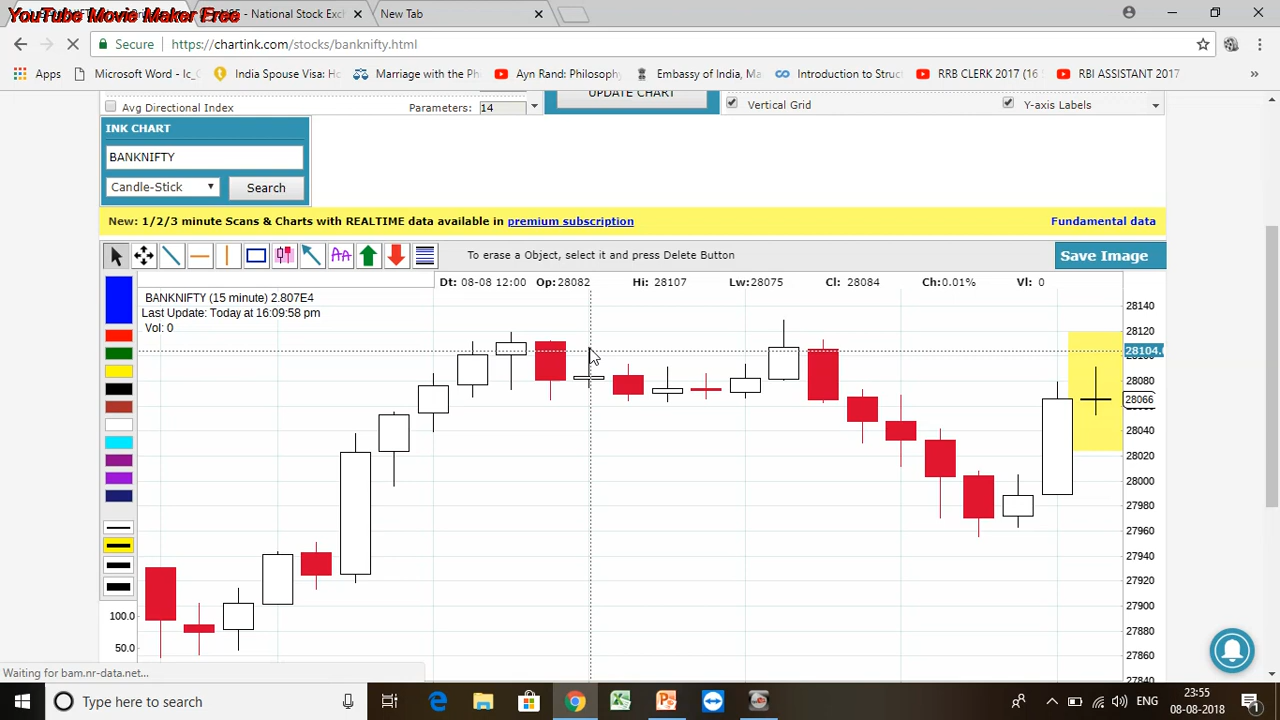 YouTube Movie Maker Free
- National Stock Exch
New Tab
Secure
https://chartink.com/stocks/banknifty.html
Apps
Microsoft Word - Ic_
India Spouse Visa: Ho
Marriage with the Ph
Ayn Rand: Philosophy
Embassy of India, Ma
Introduction to Struct
RRB CLERK 2017 (16
RBI ASSISTANT 2017
Avg Directional Index
Parameters: 14
UPDATE CHART
Vertical Grid
Y-axis Labels
INK CHART
BANKNIFTY
Candle-Stick
Search
New: 1/2/3 minute Scans & Charts with REALTIME data available in premium subscription
Fundamental data
To erase a Object, select it and press Delete Button
Save Image
Dt: 08-08 12:00 Op:28082 Hi: 28107 Lw:28075 Cl: 28084 Ch:0.01% Vl: 0
BANKNIFTY (15 minute) 2.807E4
Last Update: Today at 16:09:58 pm
Vol: 0
28140
28120
28104.
28080
28066
28040
28020
28000
27980
27960
27940
27920
27900
27880
27860
27840
100.0
50.0
Waiting for bam.nr-data.net...
Type here to search
ENG
23:55
08-08-2018